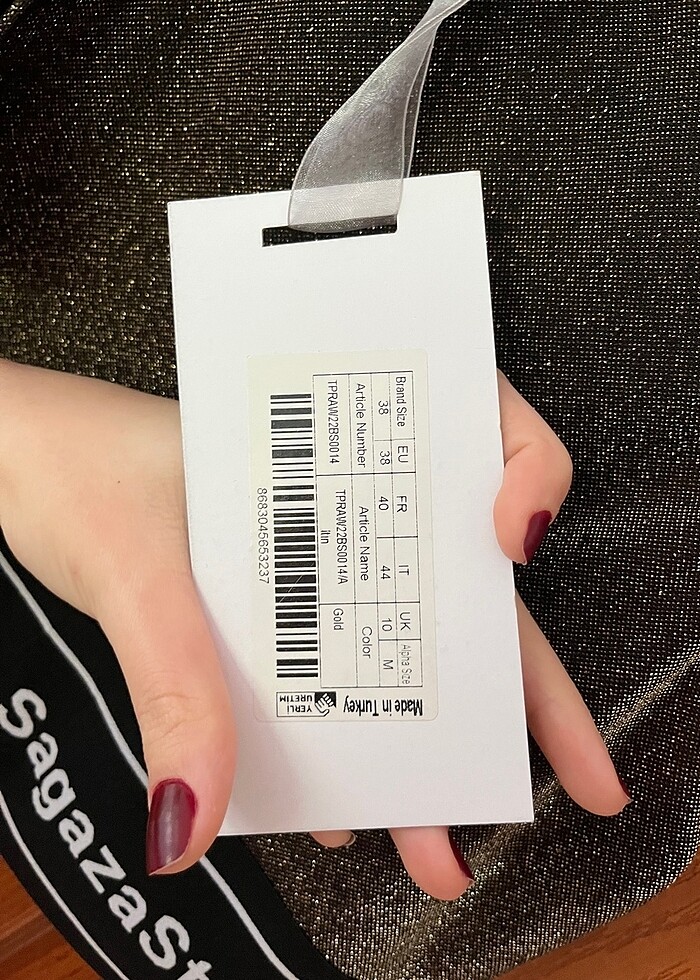 Brand Size EU FR IT UK Alpha Size
38 38 40 44 10 M
Article Number Article Name Color
TPRAW22BS0014 TPRAW22BS0014/A Gold
ltın
8683045653237
Made in Turkey
YERLİ
ÜRETİM
SagazaSt